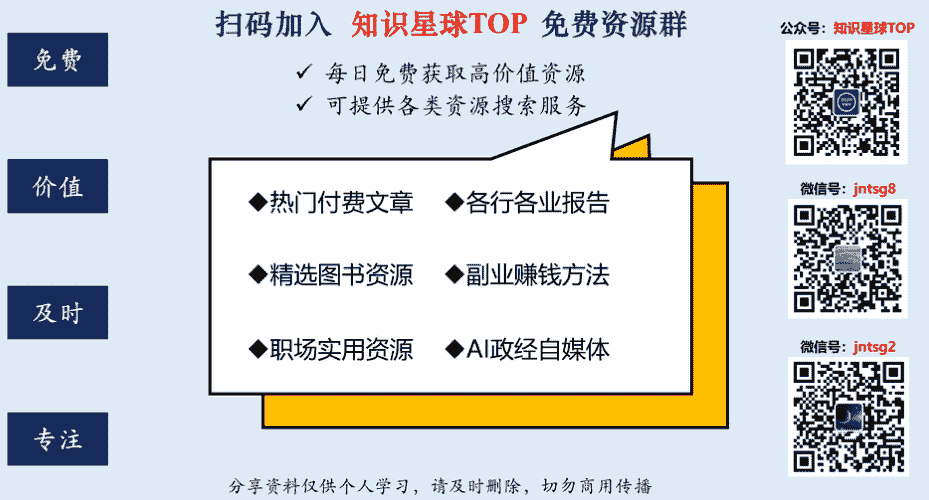 扫码加入 知识星球TOP 免费资源群
✓ 每日免费获取高价值资源
✓ 可提供各类资源搜索服务
免费
价值
及时
专注
◆热门付费文章 ◆各行各业报告
◆精选图书资源 ◆副业赚钱方法
◆职场实用资源 ◆AI政经自媒体
公众号：知识星球TOP
微信号：jntsg8
微信号：jntsg2
分享资料仅供个人学习，请及时删除，切勿商用传播